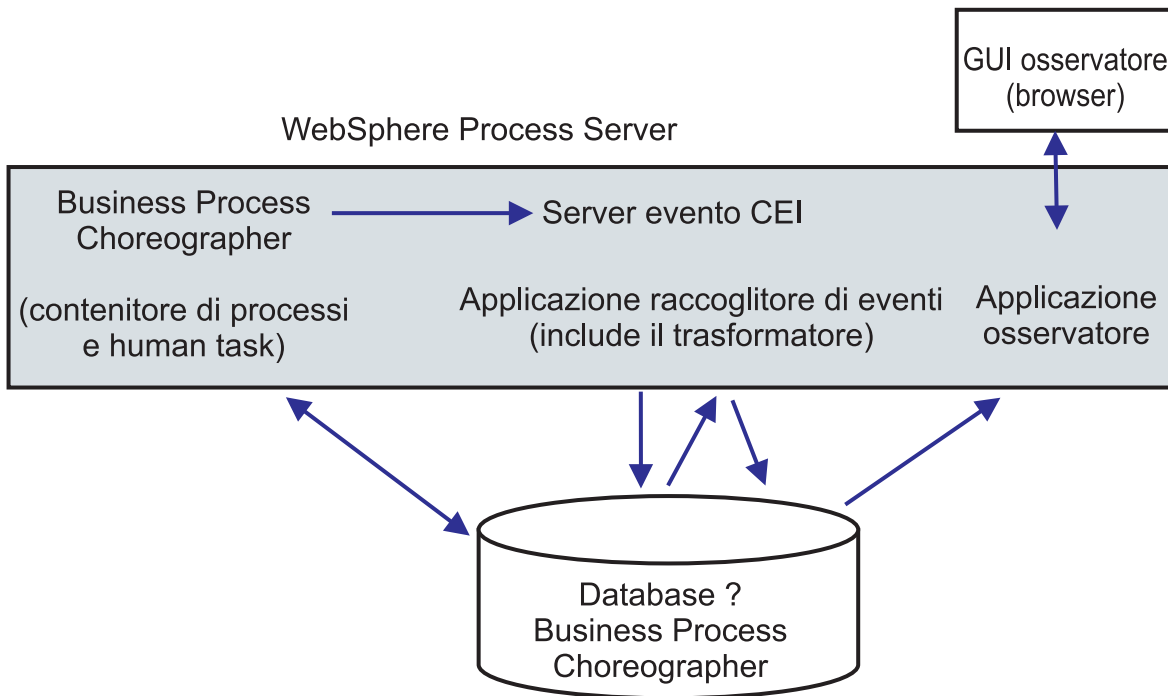 GUI osservatore
(browser)
WebSphere Process Server
Business Process
Choreographer
Server evento CEI
(contenitore di processi
e human task)
Applicazione raccoglitore di eventi
(include il trasformatore)
Applicazione
osservatore
Database ?
Business Process
Choreographer